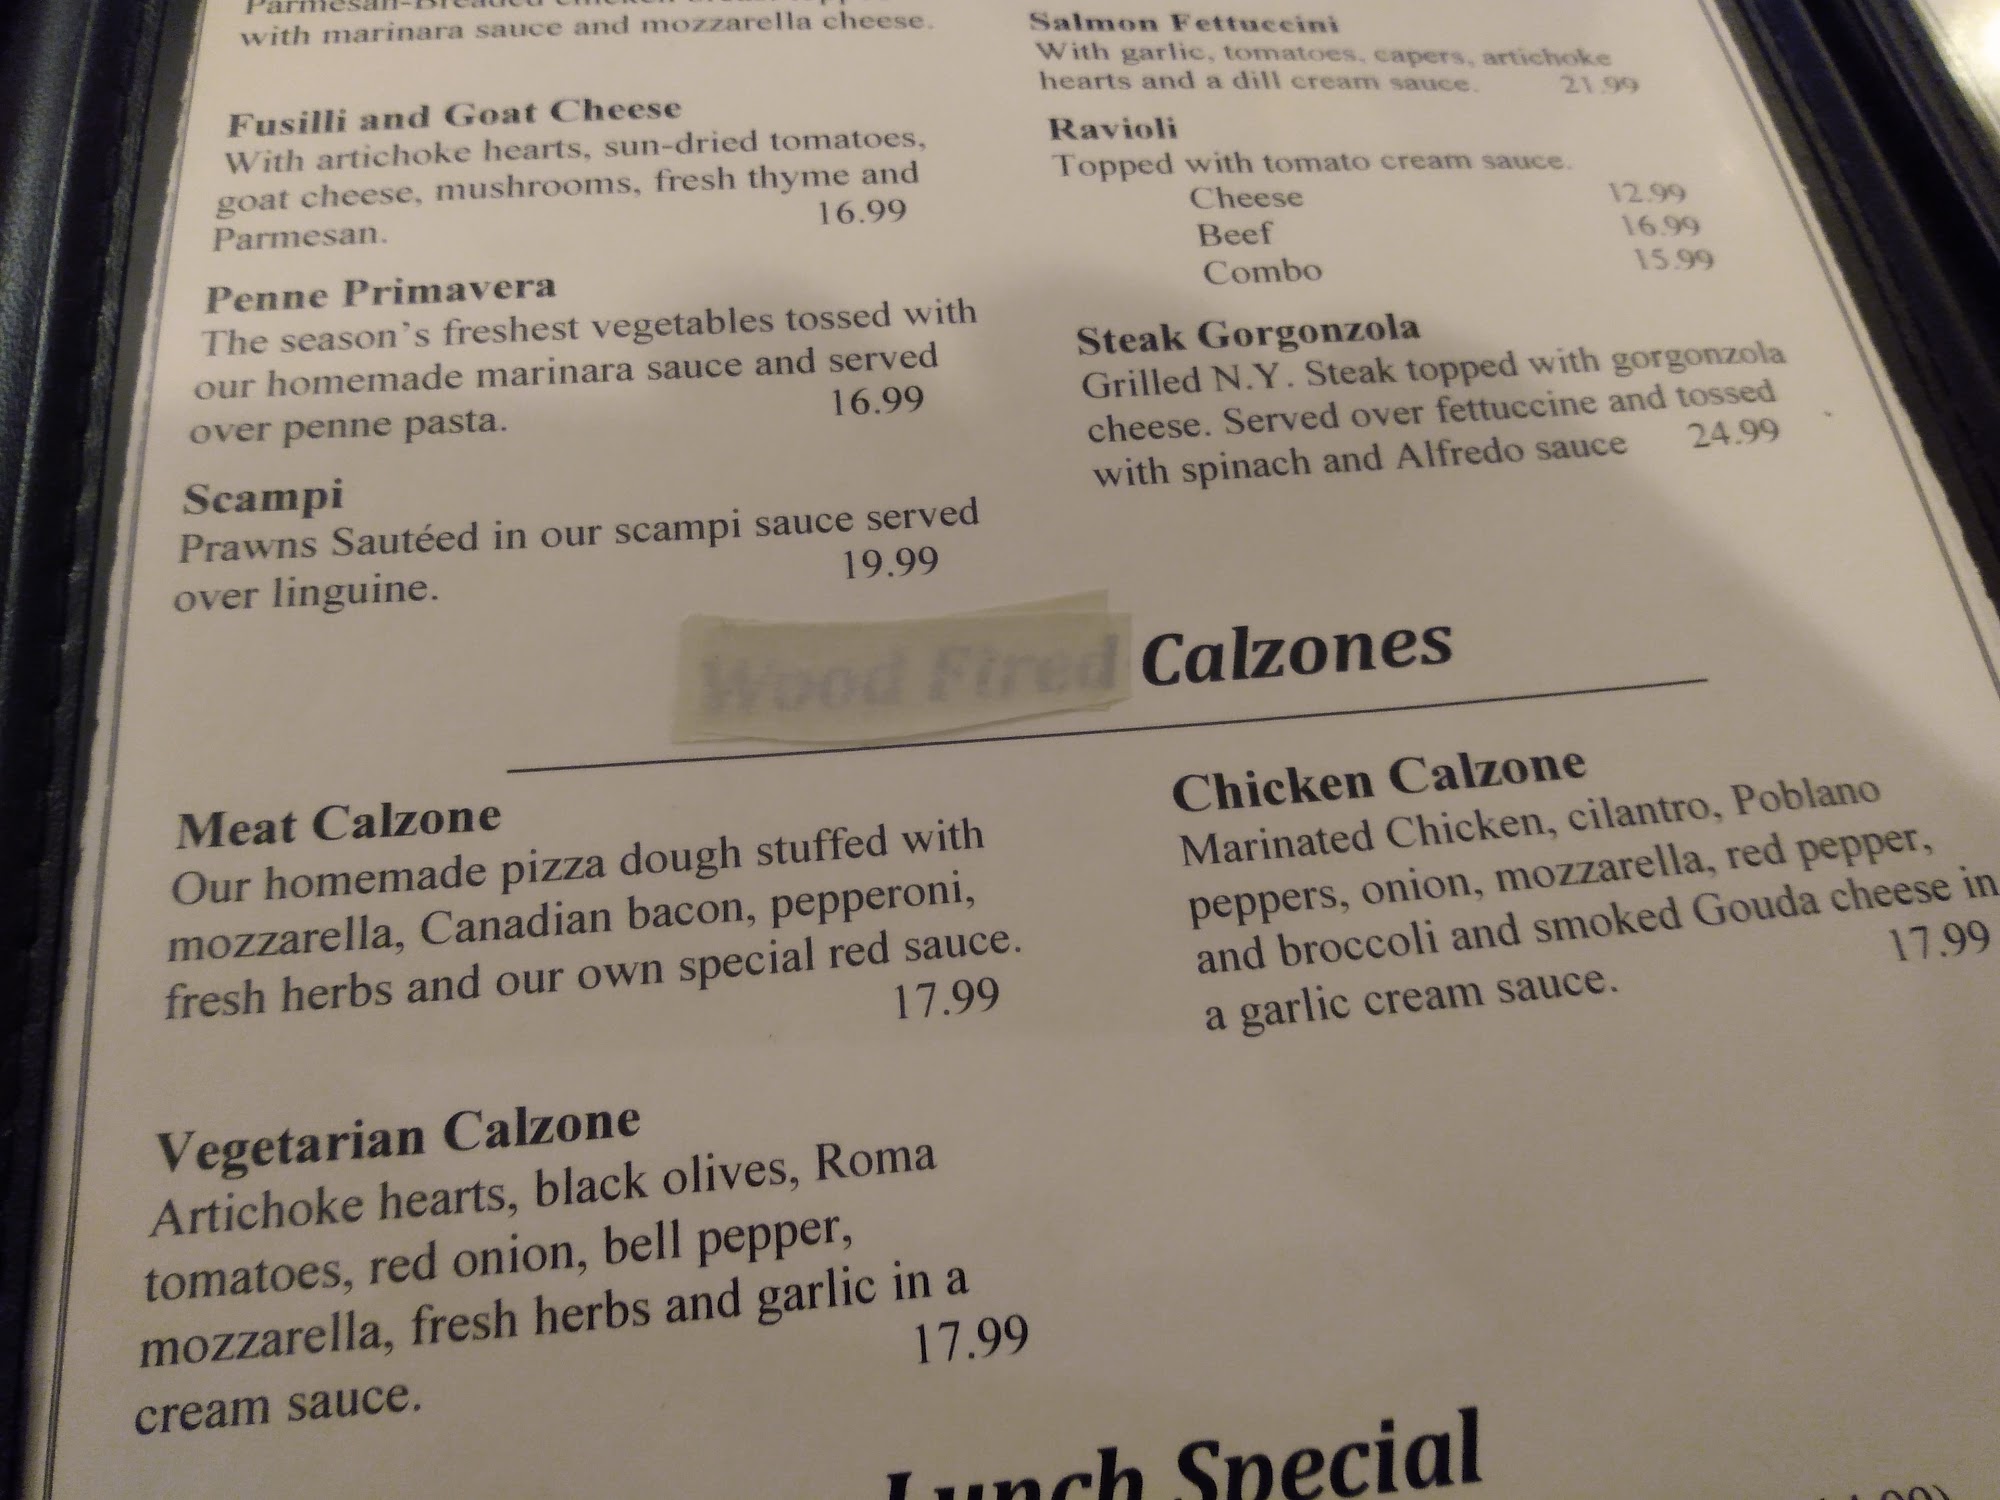 with marinara sauce and mozzarella cheese.
Fusilli and Goat Cheese
With artichoke hearts, sun-dried tomatoes,
goat cheese, mushrooms, fresh thyme and
Parmesan. 16.99
Penne Primavera
The season's freshest vegetables tossed with
our homemade marinara sauce and served
over penne pasta. 16.99
Scampi
Prawns Sautéed in our scampi sauce served
over linguine. 19.99
Salmon Fettuccini
With garlic, tomatoes, capers, artichoke
hearts and a dill cream sauce. 21.99
Ravioli
Topped with tomato cream sauce.
Cheese 12.99
Beef 16.99
Combo 15.99
Steak Gorgonzola
Grilled N.Y. Steak topped with gorgonzola
cheese. Served over fettuccine and tossed
with spinach and Alfredo sauce 24.99
Wood Fired Calzones
Meat Calzone
Our homemade pizza dough stuffed with
mozzarella, Canadian bacon, pepperoni,
fresh herbs and our own special red sauce.
17.99
Vegetarian Calzone
Artichoke hearts, black olives, Roma
tomatoes, red onion, bell pepper,
mozzarella, fresh herbs and garlic in a
cream sauce. 17.99
Chicken Calzone
Marinated Chicken, cilantro, Poblano
peppers, onion, mozzarella, red pepper,
and broccoli and smoked Gouda cheese in
a garlic cream sauce. 17.99
Lunch Special